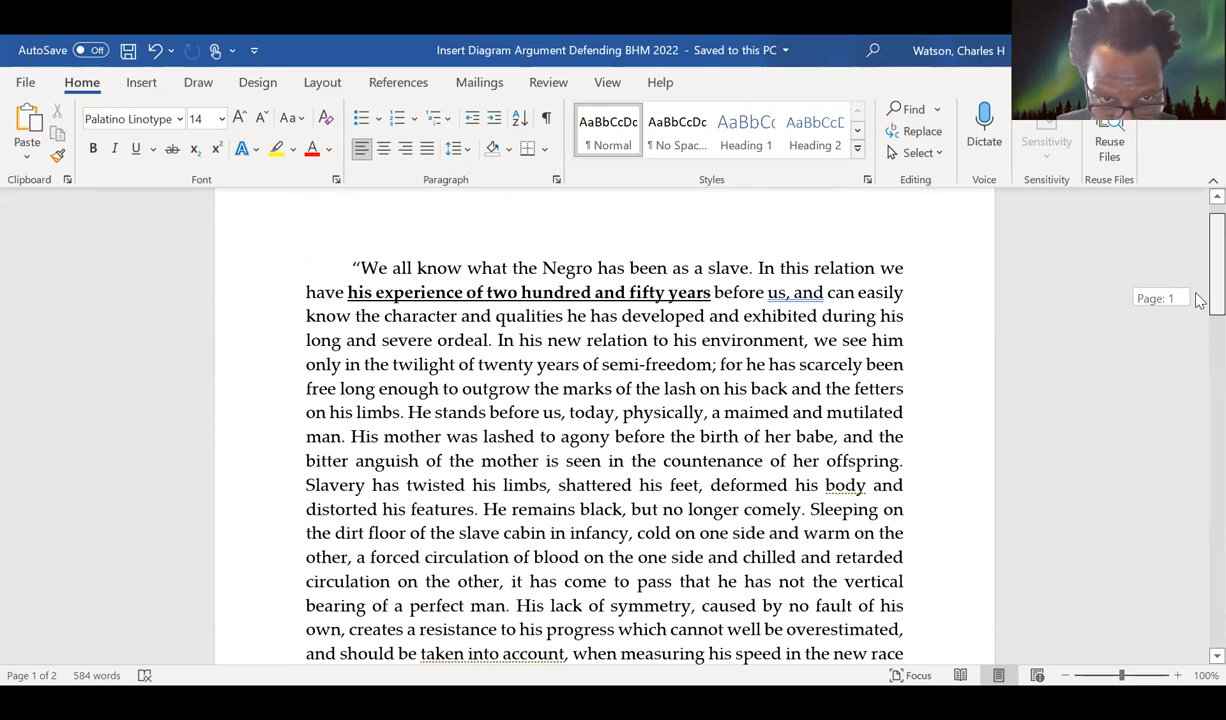 AutoSave Off Insert Diagram Argument Defending BHM 2022 - Saved to this PC Watson, Charles H
File Home Insert Draw Design Layout References Mailings Review View Help
Paste
Clipboard
Palatino Linotype 14 Aa
B I U ab x2 x2 A A
Font
Paragraph
AaBbCcDc AaBbCcDc AaBbCc AaBbCcD
¶ Normal ¶ No Spac... Heading 1 Heading 2
Styles
Find
Replace
Select
Editing
Dictate
Voice
Sensitivity
Sensitivity
Reuse
Files
Reuse Files
“We all know what the Negro has been as a slave. In this relation we
have his experience of two hundred and fifty years before us, and can easily
know the character and qualities he has developed and exhibited during his
long and severe ordeal. In his new relation to his environment, we see him
only in the twilight of twenty years of semi-freedom; for he has scarcely been
free long enough to outgrow the marks of the lash on his back and the fetters
on his limbs. He stands before us, today, physically, a maimed and mutilated
man. His mother was lashed to agony before the birth of her babe, and the
bitter anguish of the mother is seen in the countenance of her offspring.
Slavery has twisted his limbs, shattered his feet, deformed his body and
distorted his features. He remains black, but no longer comely. Sleeping on
the dirt floor of the slave cabin in infancy, cold on one side and warm on the
other, a forced circulation of blood on the one side and chilled and retarded
circulation on the other, it has come to pass that he has not the vertical
bearing of a perfect man. His lack of symmetry, caused by no fault of his
own, creates a resistance to his progress which cannot well be overestimated,
and should be taken into account, when measuring his speed in the new race
Page: 1
Page 1 of 2 584 words Focus 100%